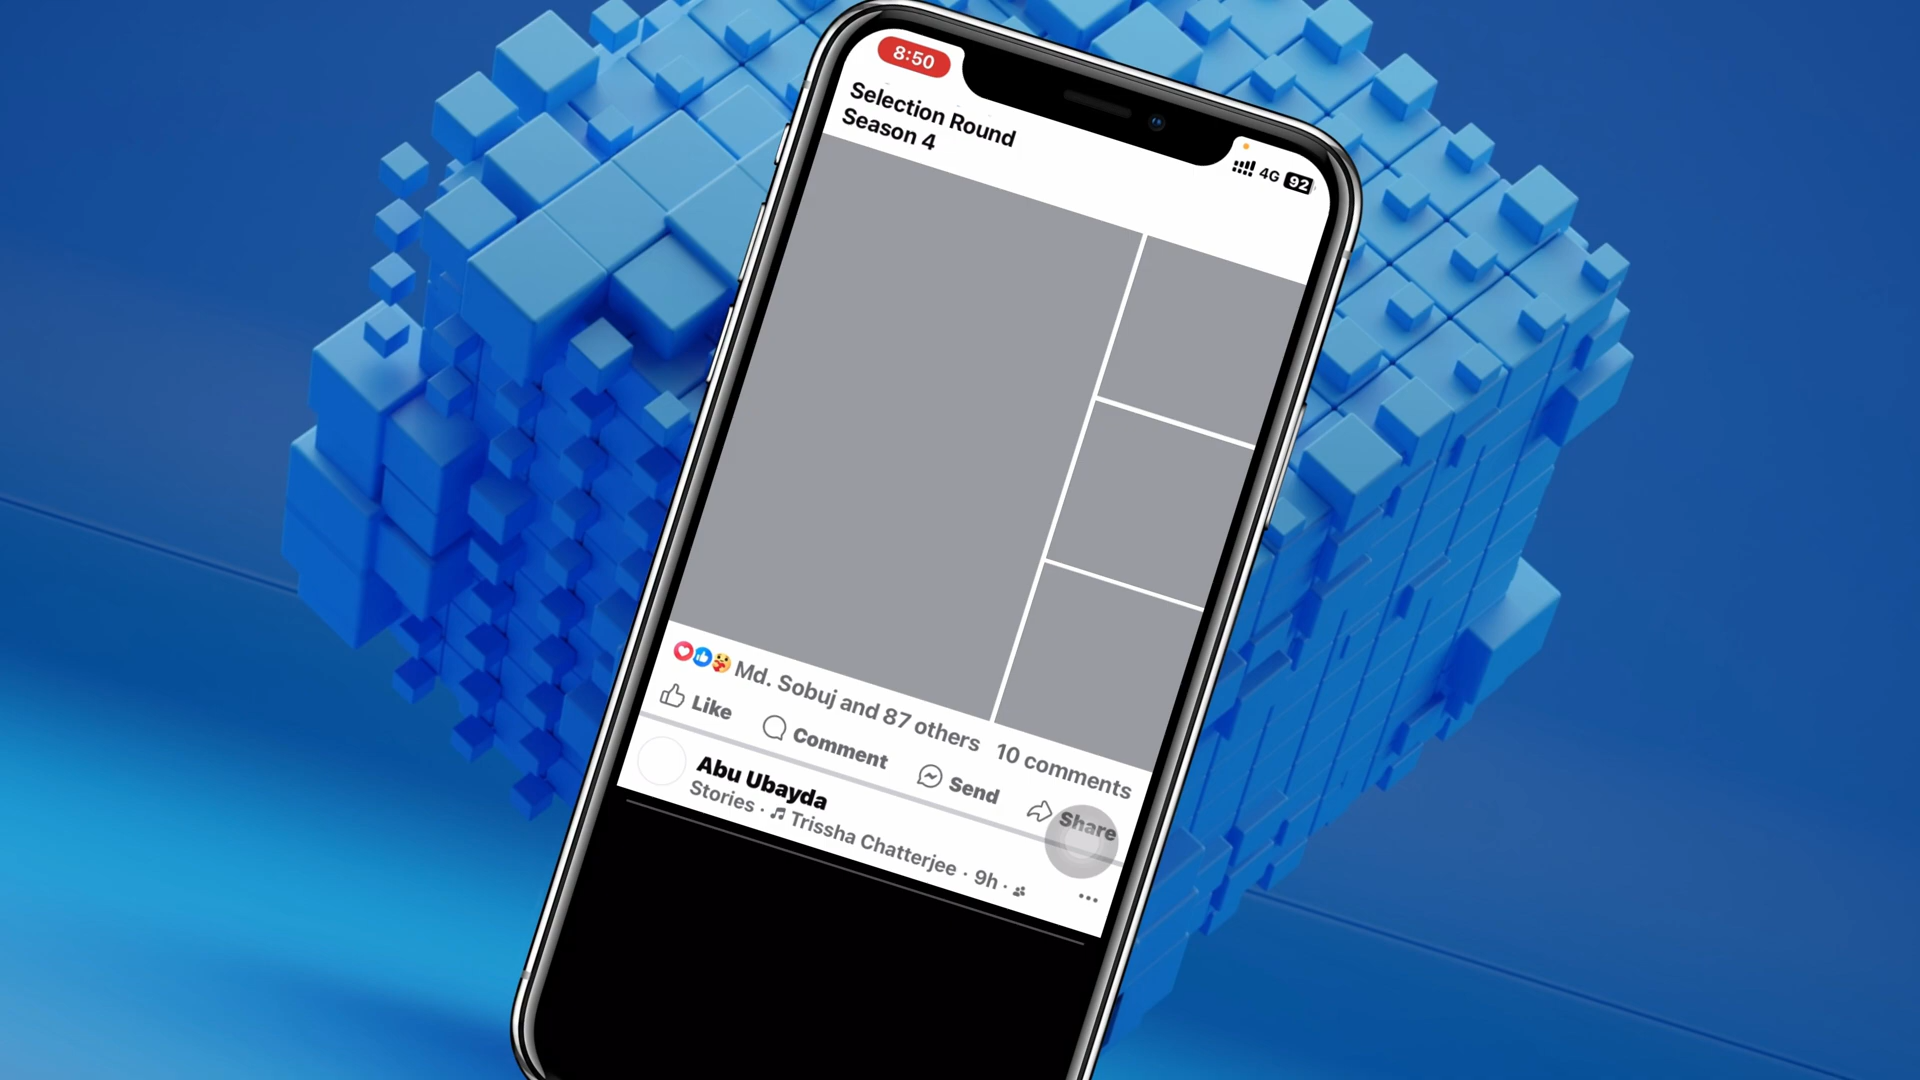 8:50
4G 92
Selection Round
Season 4
Md. Sobuj and 87 others 10 comments
Like Comment Send Share
Abu Ubayda
Stories · Trissha Chatterjee · 9h ·